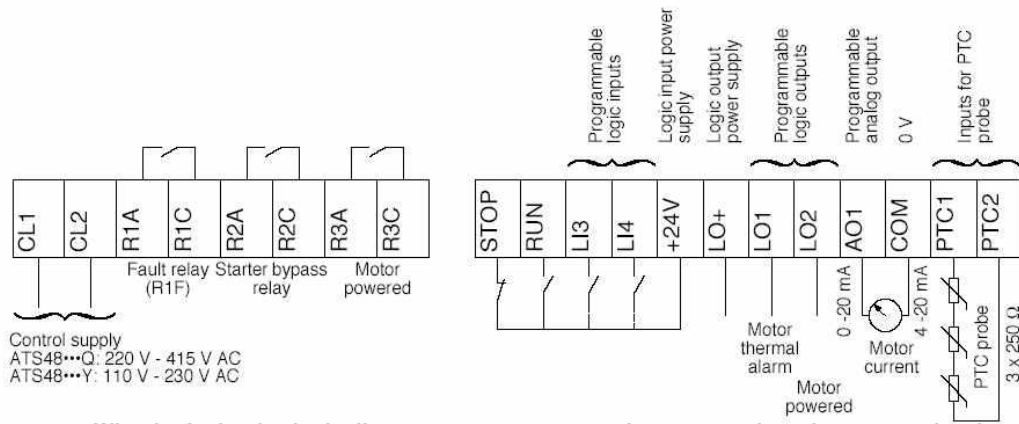 Programmable
logic inputs
Logic input power
supply
Logic output
power supply
Programmable
logic outputs
Programmable
analog output
0 V
Inputs for PTC
probe
CL1
CL2
R1A
R1C
R2A
R2C
R3A
R3C
STOP
RUN
LI3
LI4
+24V
LO+
LO1
LO2
AO1
COM
PTC1
PTC2
Fault relay
(R1F)
Starter bypass
relay
Motor
powered
Control supply
ATS48•••Q: 220 V - 415 V AC
ATS48•••Y: 110 V - 230 V AC
Motor
thermal
alarm
Motor
powered
0 -20 mA
Motor
current
4 -20 mA
PTC probe
3 x 250 Ω